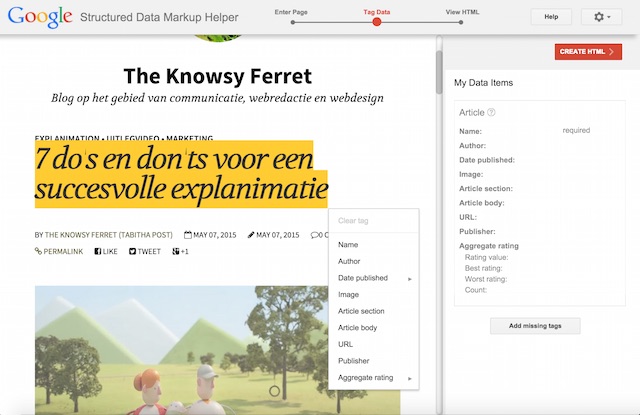 Google Structured Data Markup Helper
Enter Page
Tag Data
View HTML
Help
CREATE HTML
The Knowsy Ferret
Blog op het gebied van communicatie, webredactie en webdesign
EXPLANIMATION • UITLEGVIDEO • MARKETING
7 do's en don'ts voor een
succesvolle explanimatie
BY THE KNOWSY FERRET (TABITHA POST) MAY 07, 2015 MAY 07, 2015 0 C
PERMALINK LIKE TWEET +1
Clear tag
Name
Author
Date published
Image
Article section
Article body
URL
Publisher
Aggregate rating
My Data Items
Article
Name: required
Author:
Date published:
Image:
Article section:
Article body:
URL:
Publisher:
Aggregate rating
Rating value:
Best rating:
Worst rating:
Count:
Add missing tags